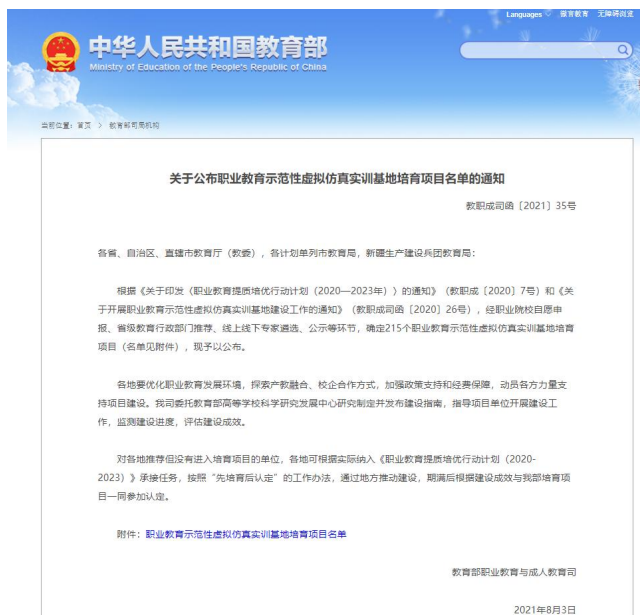 Languages 微言教育 无障碍浏览
中华人民共和国教育部
Ministry of Education of the People's Republic of China
当前位置：首页 > 教育部司局机构
关于公布职业教育示范性虚拟仿真实训基地培育项目名单的通知
教职成司函〔2021〕35号
各省、自治区、直辖市教育厅（教委），各计划单列市教育局，新疆生产建设兵团教育局：
根据《关于印发〈职业教育提质培优行动计划（2020—2023年）〉的通知》（教职成〔2020〕7号）和《关
于开展职业教育示范性虚拟仿真实训基地建设工作的通知》（教职成司函〔2020〕26号），经职业院校自愿申
报、省级教育行政部门推荐、线上线下专家遴选、公示等环节，确定215个职业教育示范性虚拟仿真实训基地培育
项目（名单见附件），现予以公布。
各地要优化职业教育发展环境，探索产教融合、校企合作方式，加强政策支持和经费保障，动员各方力量支
持项目建设。我司委托教育部高等学校科学研究发展中心研究制定并发布建设指南，指导项目单位开展建设工
作，监测建设进度，评估建设成效。
对各地推荐但没有进入培育项目的单位，各地可根据实际纳入《职业教育提质培优行动计划（2020-
2023）》承接任务，按照“先培育后认定”的工作办法，通过地方推动建设，期满后根据建设成效与我部培育项
目一同参加认定。
附件：职业教育示范性虚拟仿真实训基地培育项目名单
教育部职业教育与成人教育司
2021年8月3日